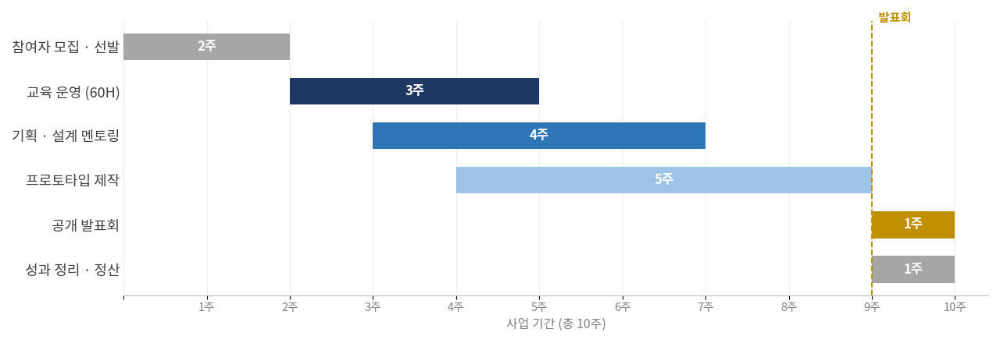 발표회
참여자 모집 · 선발
2주
교육 운영 (60H)
3주
기획 · 설계 멘토링
4주
프로토타입 제작
5주
공개 발표회
1주
성과 정리 · 정산
1주
1주 2주 3주 4주 5주 6주 7주 8주 9주 10주
사업 기간 (총 10주)